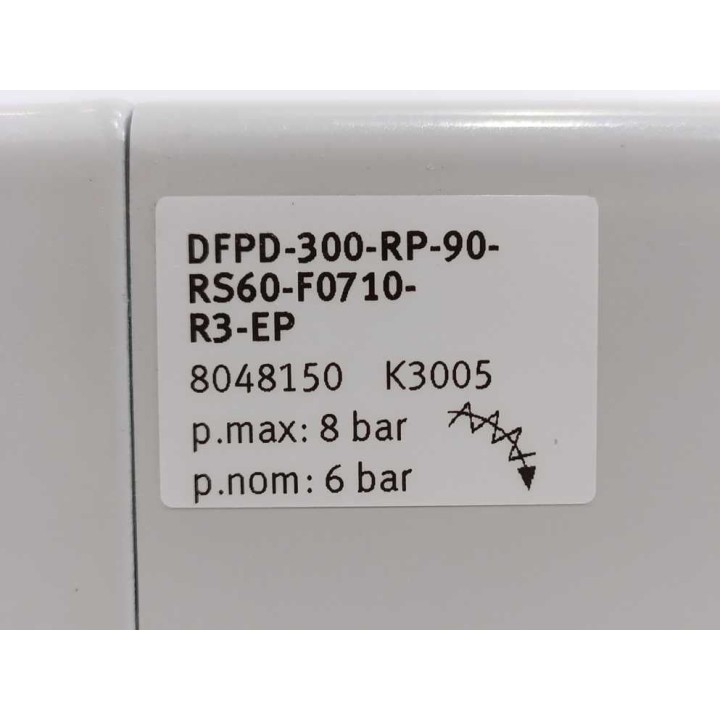 DFPD-300-RP-90-
RS60-F0710-
R3-EP
8048150 K3005
p.max: 8 bar
p.nom: 6 bar